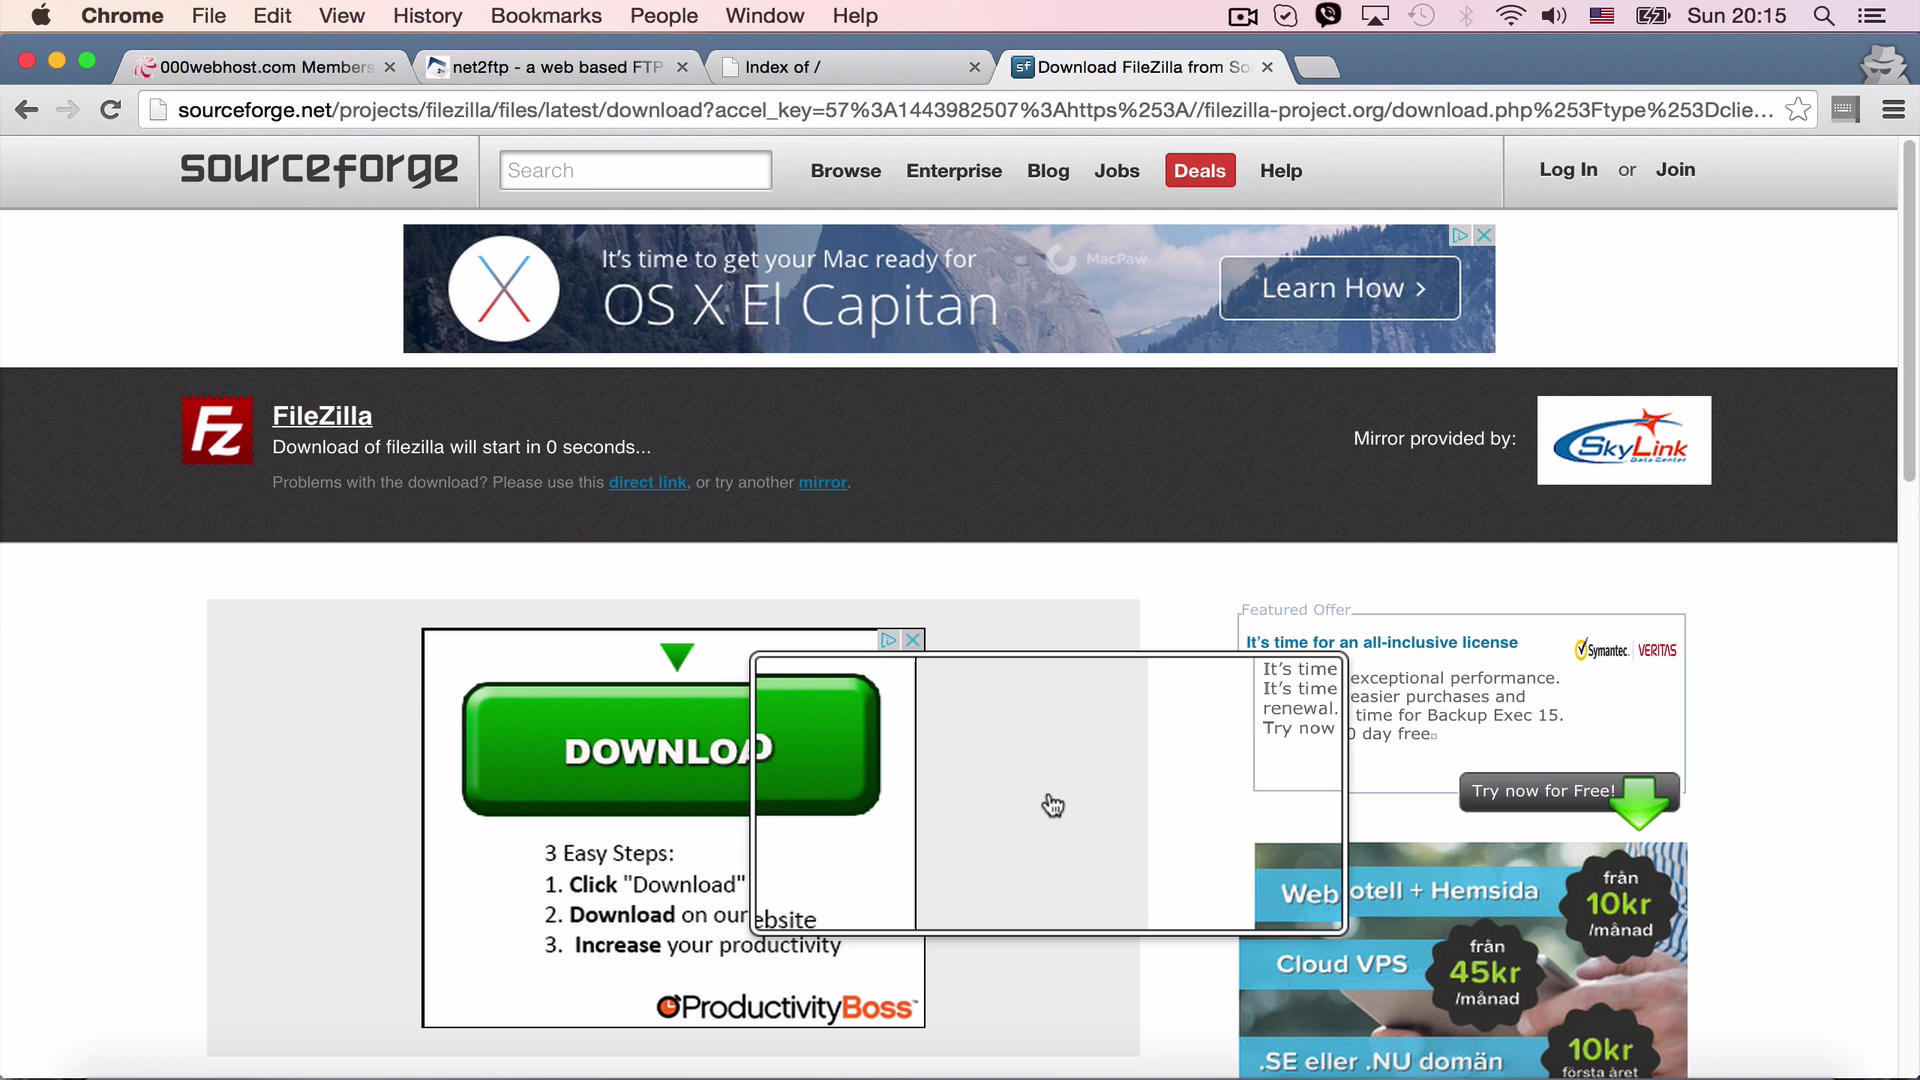 Chrome File Edit View History Bookmarks People Window Help Sun 20:15
000webhost.com Members net2ftp - a web based FTP Index of / Download FileZilla from So
sourceforge.net/projects/filezilla/files/latest/download?accel_key=57%3A1443982507%3Ahttps%253A//filezilla-project.org/download.php%253Ftype%253Dclie...
sourceforge Search Browse Enterprise Blog Jobs Deals Help Log In or Join
It's time to get your Mac ready for
OS X El Capitan
MacPaw
Learn How >
FileZilla
Download of filezilla will start in 0 seconds...
Problems with the download? Please use this direct link, or try another mirror.
Mirror provided by:
SkyLink
Data Center
DOWNLOAD
3 Easy Steps:
1. Click "Download"
2. Download on our ebsite
3. Increase your productivity
ProductivityBoss
Featured Offer
It's time for an all-inclusive license
Symantec. VERITAS
It's time exceptional performance.
It's time easier purchases and
renewal. time for Backup Exec 15.
Try now 0 day free
Try now for Free!
Web otell + Hemsida
från
10kr
/månad
Cloud VPS
från
45kr
/månad
.SE eller .NU domän
10kr
första året